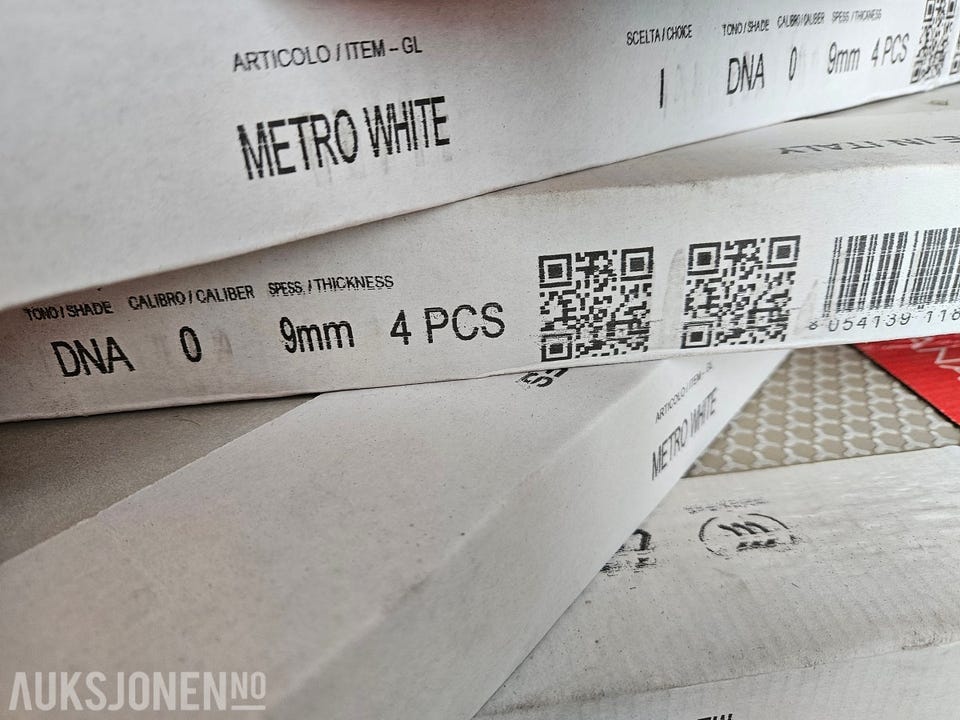 ARTICOLO / ITEM - GL
METRO WHITE
SCELTA / CHOICE
I
TONO / SHADE CALIBRO / CALIBER SPESS. / THICKNESS
DNA 0 9mm 4 PCS
E IN ITALY
TONO / SHADE CALIBRO / CALIBER SPESS. / THICKNESS
DNA 0 9mm 4 PCS
8 054139 118
ARTICOLO / ITEM - GL
METRO WHITE
AUKSJONEN NO